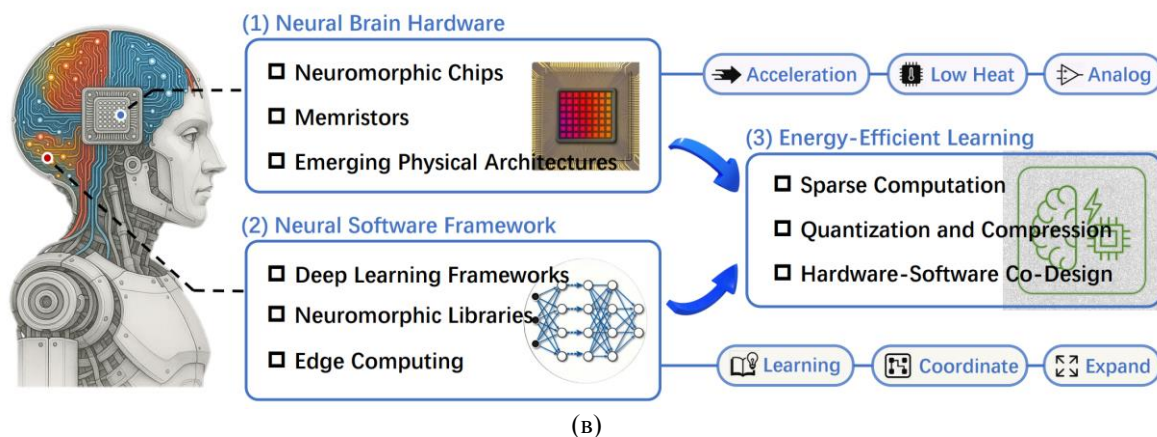 (1) Neural Brain Hardware
Neuromorphic Chips
Memristors
Emerging Physical Architectures
Acceleration
Low Heat
Analog
(2) Neural Software Framework
Deep Learning Frameworks
Neuromorphic Libraries
Edge Computing
(3) Energy-Efficient Learning
Sparse Computation
Quantization and Compression
Hardware-Software Co-Design
Learning
Coordinate
Expand
(в)